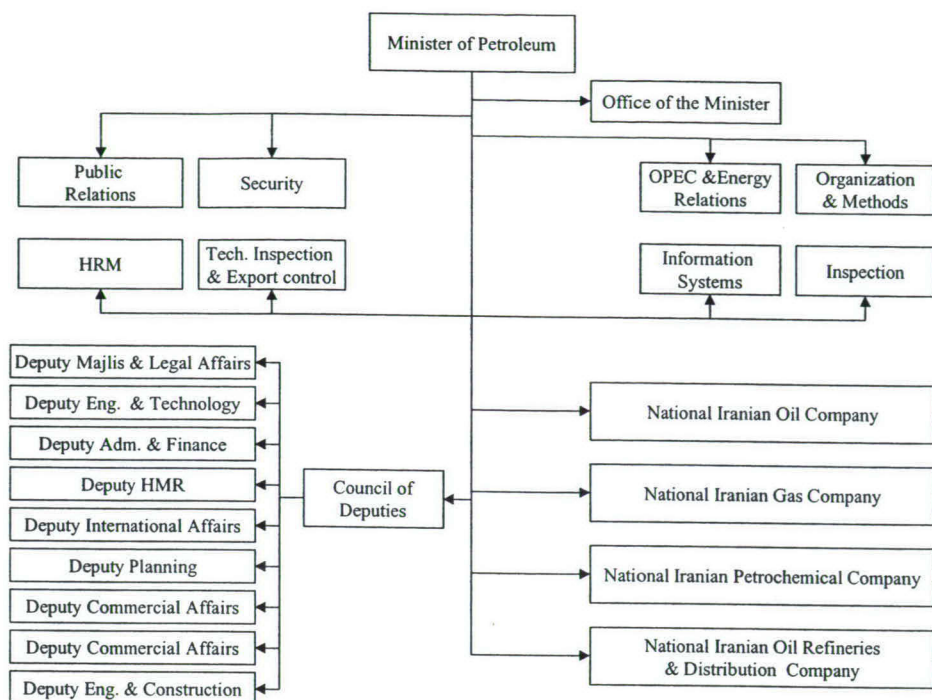 Minister of Petroleum
Office of the Minister
Public
Relations
Security
OPEC &Energy
Relations
Organization
& Methods
HRM
Tech. Inspection
& Export control
Information
Systems
Inspection
Deputy Majlis & Legal Affairs
Deputy Eng. & Technology
Deputy Adm. & Finance
Deputy HMR
Deputy International Affairs
Deputy Planning
Deputy Commercial Affairs
Deputy Commercial Affairs
Deputy Eng. & Construction
Council of
Deputies
National Iranian Oil Company
National Iranian Gas Company
National Iranian Petrochemical Company
National Iranian Oil Refineries
& Distribution Company